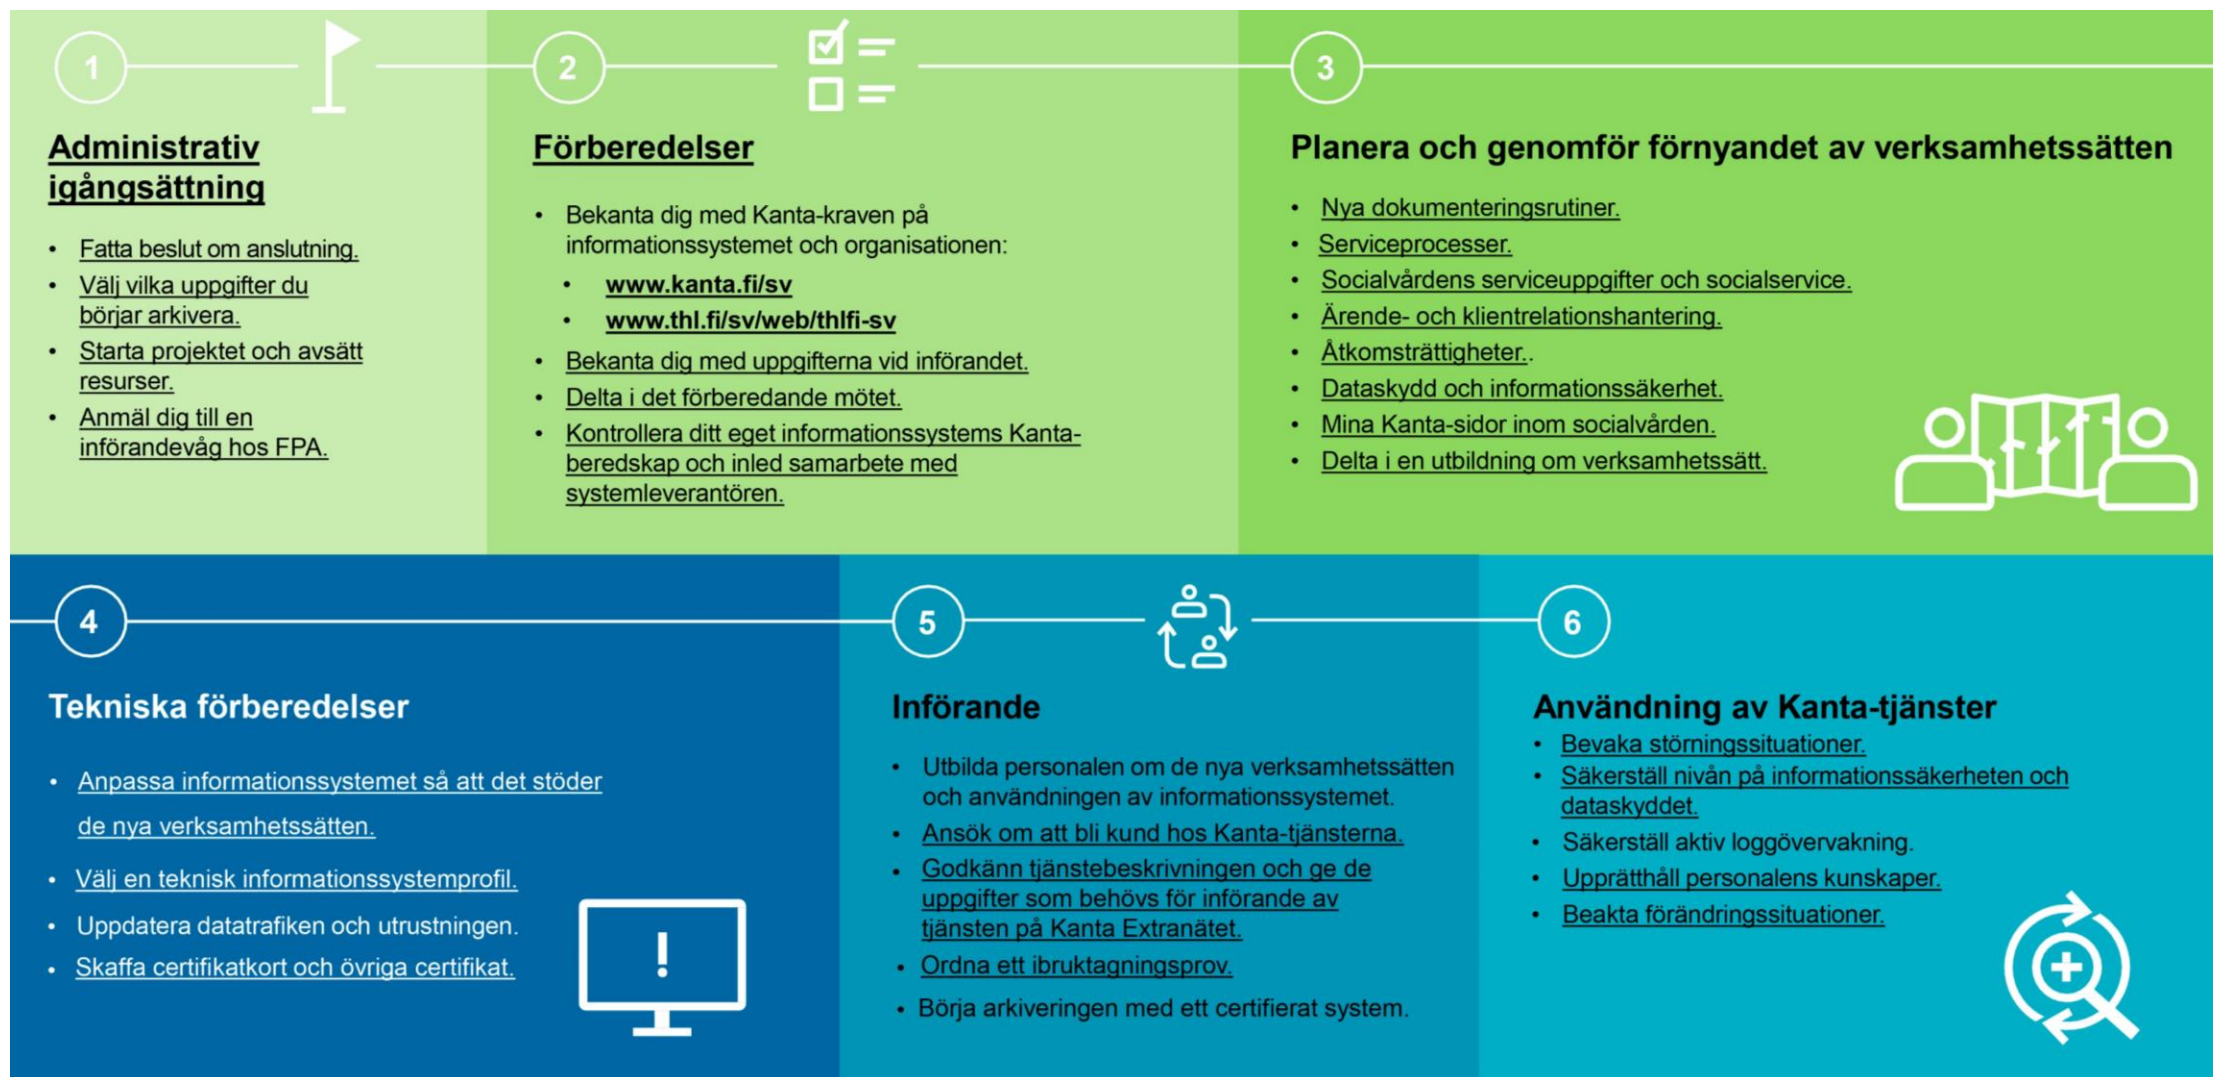 1
Administrativ
igångsättning
• Fatta beslut om anslutning.
• Välj vilka uppgifter du
börjar arkivera.
• Starta projektet och avsätt
resurser.
• Anmäl dig till en
införandevåg hos FPA.
2
Förberedelser
• Bekanta dig med Kanta-kraven på
informationssystemet och organisationen:
• www.kanta.fi/sv
• www.thl.fi/sv/web/thlfi-sv
• Bekanta dig med uppgifterna vid införandet.
• Delta i det förberedande mötet.
• Kontrollera ditt eget informationssystems Kanta-
beredskap och inled samarbete med
systemleverantören.
3
Planera och genomför förnyandet av verksamhetssätten
• Nya dokumenteringsrutiner.
• Serviceprocesser.
• Socialvårdens serviceuppgifter och socialservice.
• Ärende- och klientrelationshantering.
• Åtkomsträttigheter..
• Dataskydd och informationssäkerhet.
• Mina Kanta-sidor inom socialvården.
• Delta i en utbildning om verksamhetssätt.
4
Tekniska förberedelser
• Anpassa informationssystemet så att det stöder
de nya verksamhetssätten.
• Välj en teknisk informationssystemprofil.
• Uppdatera datatrafiken och utrustningen.
• Skaffa certifikatkort och övriga certifikat.
!
5
Införande
• Utbilda personalen om de nya verksamhetssätten
och användningen av informationssystemet.
• Ansök om att bli kund hos Kanta-tjänsterna.
• Godkänn tjänstebeskrivningen och ge de
uppgifter som behövs för införande av
tjänsten på Kanta Extranätet.
• Ordna ett ibruktagningsprov.
• Börja arkiveringen med ett certifierat system.
6
Användning av Kanta-tjänster
• Bevaka störningssituationer.
• Säkerställ nivån på informationssäkerheten och
dataskyddet.
• Säkerställ aktiv loggövervakning.
• Upprätthåll personalens kunskaper.
• Beakta förändringssituationer.